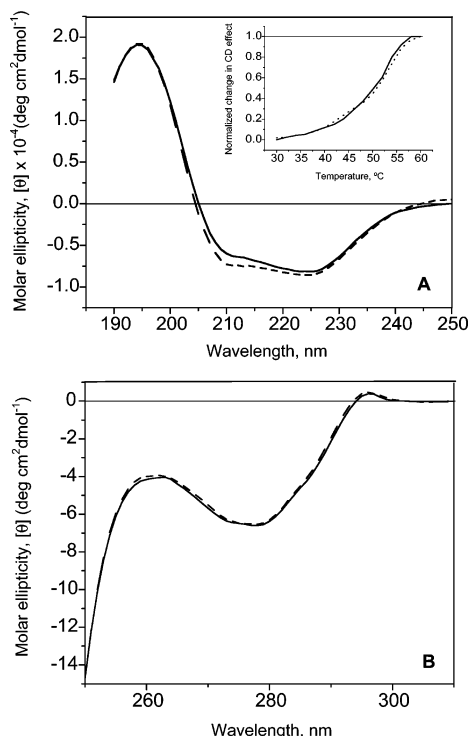 Molar ellipticity, [θ] x 10⁻⁴(deg cm²dmol⁻¹)
2.0
1.5
1.0
0.5
0.0
-0.5
-1.0
190 200 210 220 230 240 250
Wavelength, nm
A
Normalized change in CD effect
1.0
0.8
0.6
0.4
0.2
0.0
30 35 40 45 50 55 60
Temperature, ºC
Molar ellipticity, [θ] (deg cm²dmol⁻¹)
0
-2
-4
-6
-8
-10
-12
-14
260 280 300
Wavelength, nm
B